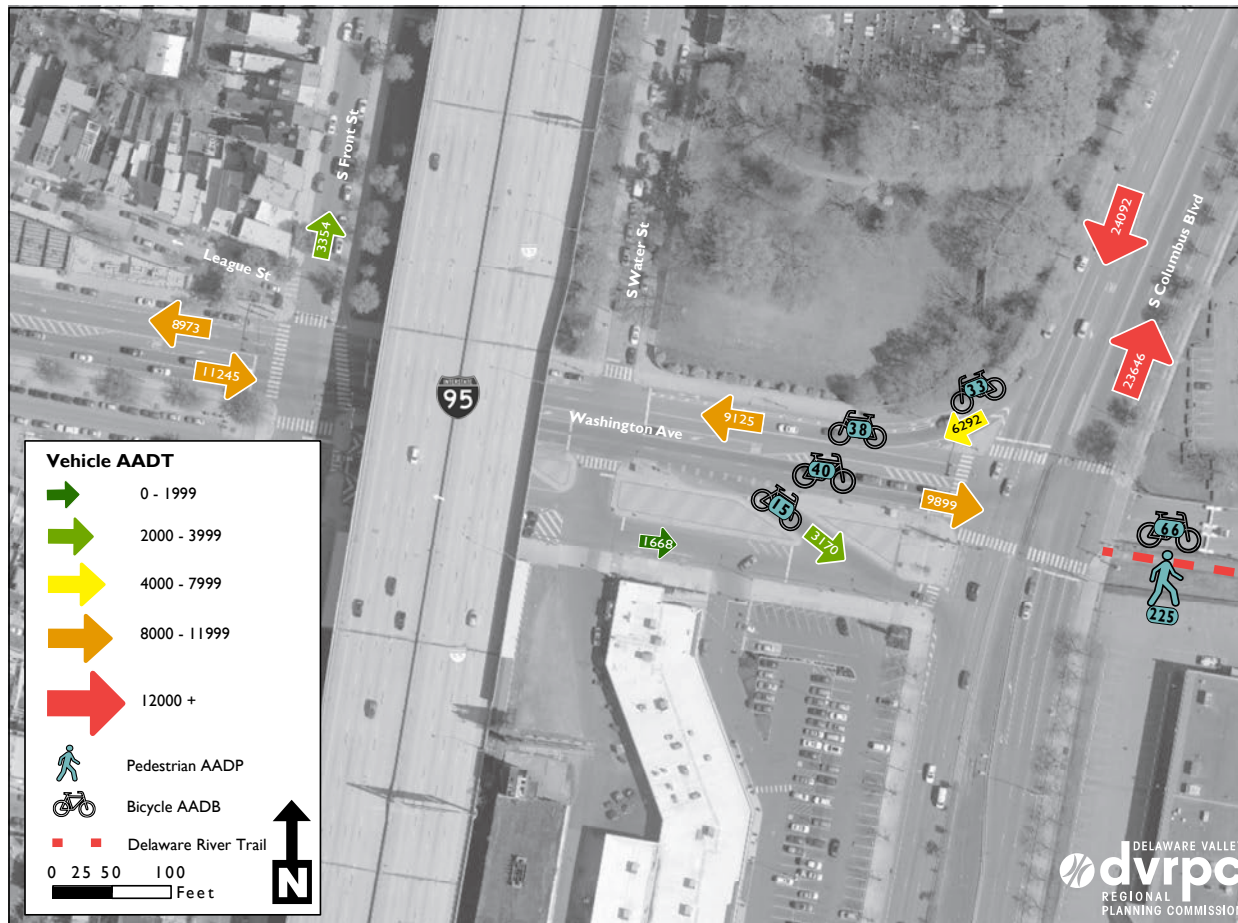 S Front St
3354
League St
8973
11245
INTERSTATE
95
S Water St
Washington Ave
9125
38
40
15
33
6292
9899
1668
3170
24092
S Columbus Blvd
23646
66
225
Vehicle AADT
0 - 1999
2000 - 3999
4000 - 7999
8000 - 11999
12000 +
Pedestrian AADP
Bicycle AADB
Delaware River Trail
0 25 50 100
Feet
N
DELAWARE VALLEY
dvrpc
REGIONAL
PLANNING COMMISSION